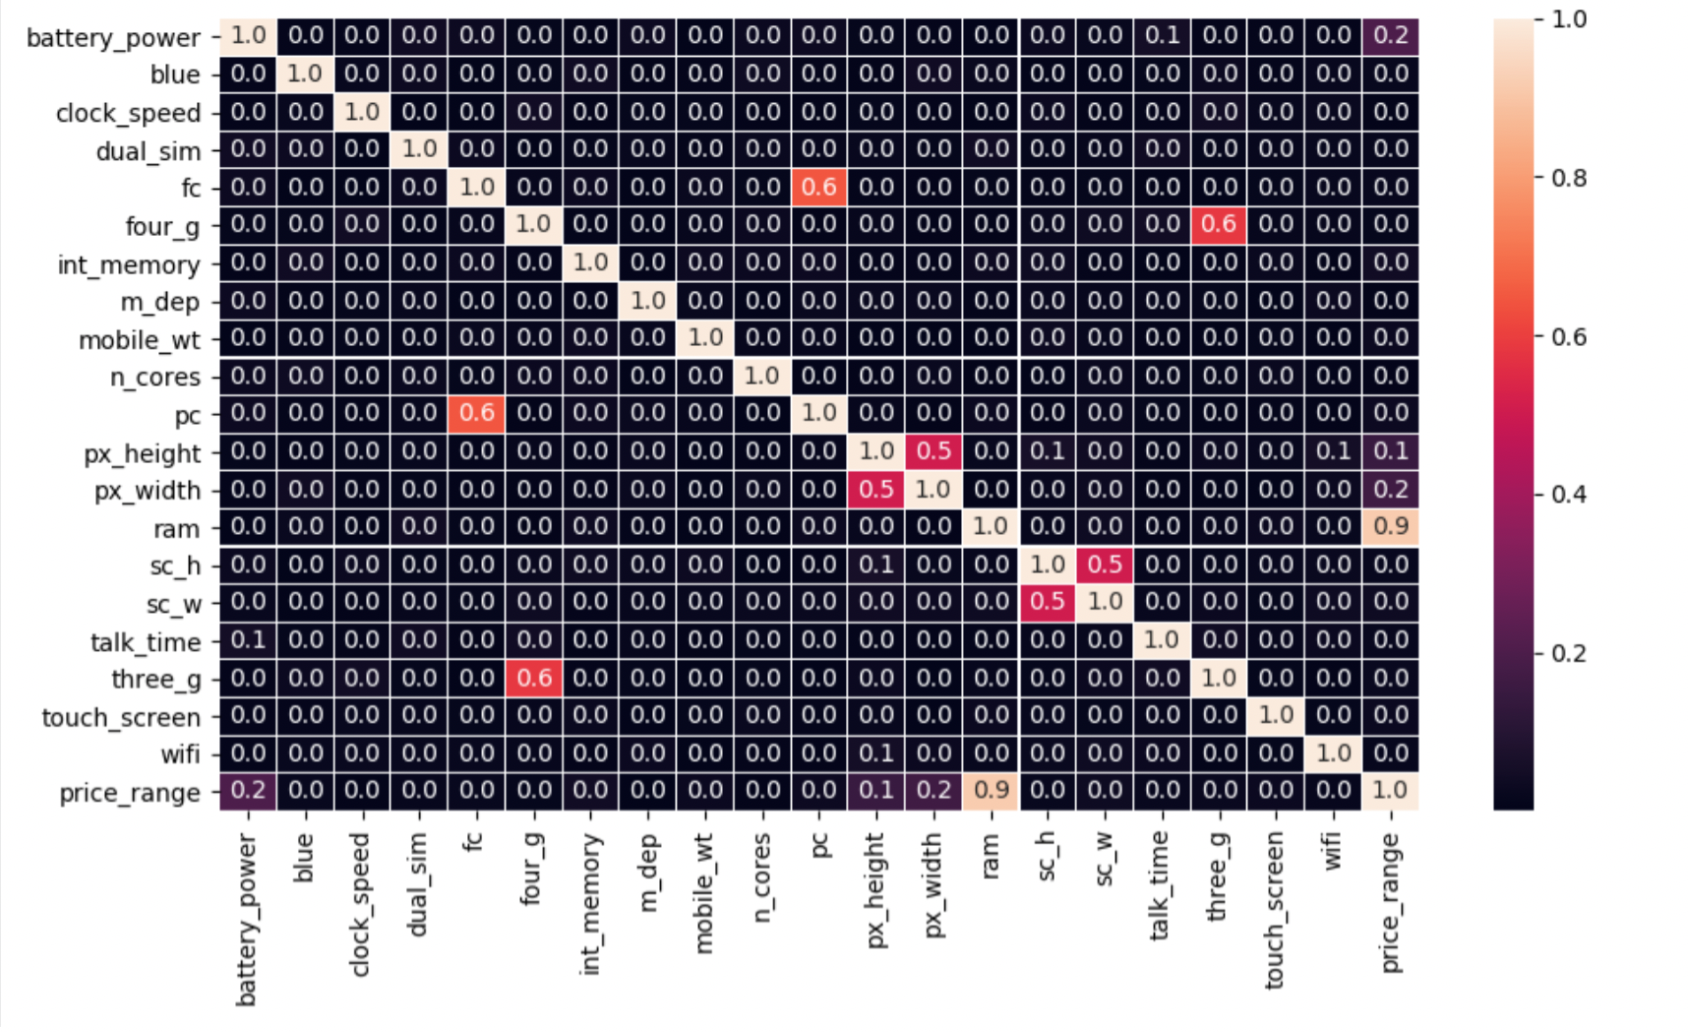 battery_power 1.0 0.0 0.0 0.0 0.0 0.0 0.0 0.0 0.0 0.0 0.0 0.0 0.0 0.0 0.0 0.0 0.1 0.0 0.0 0.0 0.2
blue 0.0 1.0 0.0 0.0 0.0 0.0 0.0 0.0 0.0 0.0 0.0 0.0 0.0 0.0 0.0 0.0 0.0 0.0 0.0 0.0 0.0
clock_speed 0.0 0.0 1.0 0.0 0.0 0.0 0.0 0.0 0.0 0.0 0.0 0.0 0.0 0.0 0.0 0.0 0.0 0.0 0.0 0.0 0.0
dual_sim 0.0 0.0 0.0 1.0 0.0 0.0 0.0 0.0 0.0 0.0 0.0 0.0 0.0 0.0 0.0 0.0 0.0 0.0 0.0 0.0 0.0
fc 0.0 0.0 0.0 0.0 1.0 0.0 0.0 0.0 0.0 0.0 0.6 0.0 0.0 0.0 0.0 0.0 0.0 0.0 0.0 0.0 0.0
four_g 0.0 0.0 0.0 0.0 0.0 1.0 0.0 0.0 0.0 0.0 0.0 0.0 0.0 0.0 0.0 0.0 0.0 0.6 0.0 0.0 0.0
int_memory 0.0 0.0 0.0 0.0 0.0 0.0 1.0 0.0 0.0 0.0 0.0 0.0 0.0 0.0 0.0 0.0 0.0 0.0 0.0 0.0 0.0
m_dep 0.0 0.0 0.0 0.0 0.0 0.0 0.0 1.0 0.0 0.0 0.0 0.0 0.0 0.0 0.0 0.0 0.0 0.0 0.0 0.0 0.0
mobile_wt 0.0 0.0 0.0 0.0 0.0 0.0 0.0 0.0 1.0 0.0 0.0 0.0 0.0 0.0 0.0 0.0 0.0 0.0 0.0 0.0 0.0
n_cores 0.0 0.0 0.0 0.0 0.0 0.0 0.0 0.0 0.0 1.0 0.0 0.0 0.0 0.0 0.0 0.0 0.0 0.0 0.0 0.0 0.0
pc 0.0 0.0 0.0 0.0 0.6 0.0 0.0 0.0 0.0 0.0 1.0 0.0 0.0 0.0 0.0 0.0 0.0 0.0 0.0 0.0 0.0
px_height 0.0 0.0 0.0 0.0 0.0 0.0 0.0 0.0 0.0 0.0 0.0 1.0 0.5 0.0 0.1 0.0 0.0 0.0 0.0 0.1 0.1
px_width 0.0 0.0 0.0 0.0 0.0 0.0 0.0 0.0 0.0 0.0 0.0 0.5 1.0 0.0 0.0 0.0 0.0 0.0 0.0 0.0 0.2
ram 0.0 0.0 0.0 0.0 0.0 0.0 0.0 0.0 0.0 0.0 0.0 0.0 0.0 1.0 0.0 0.0 0.0 0.0 0.0 0.0 0.9
sc_h 0.0 0.0 0.0 0.0 0.0 0.0 0.0 0.0 0.0 0.0 0.0 0.1 0.0 0.0 1.0 0.5 0.0 0.0 0.0 0.0 0.0
sc_w 0.0 0.0 0.0 0.0 0.0 0.0 0.0 0.0 0.0 0.0 0.0 0.0 0.0 0.0 0.5 1.0 0.0 0.0 0.0 0.0 0.0
talk_time 0.1 0.0 0.0 0.0 0.0 0.0 0.0 0.0 0.0 0.0 0.0 0.0 0.0 0.0 0.0 0.0 1.0 0.0 0.0 0.0 0.0
three_g 0.0 0.0 0.0 0.0 0.0 0.6 0.0 0.0 0.0 0.0 0.0 0.0 0.0 0.0 0.0 0.0 0.0 1.0 0.0 0.0 0.0
touch_screen 0.0 0.0 0.0 0.0 0.0 0.0 0.0 0.0 0.0 0.0 0.0 0.0 0.0 0.0 0.0 0.0 0.0 0.0 1.0 0.0 0.0
wifi 0.0 0.0 0.0 0.0 0.0 0.0 0.0 0.0 0.0 0.0 0.0 0.1 0.0 0.0 0.0 0.0 0.0 0.0 0.0 1.0 0.0
price_range 0.2 0.0 0.0 0.0 0.0 0.0 0.0 0.0 0.0 0.0 0.0 0.1 0.2 0.9 0.0 0.0 0.0 0.0 0.0 0.0 1.0
battery_power
blue
clock_speed
dual_sim
fc
four_g
int_memory
m_dep
mobile_wt
n_cores
pc
px_height
px_width
ram
sc_h
sc_w
talk_time
three_g
touch_screen
wifi
price_range
1.0
0.8
0.6
0.4
0.2